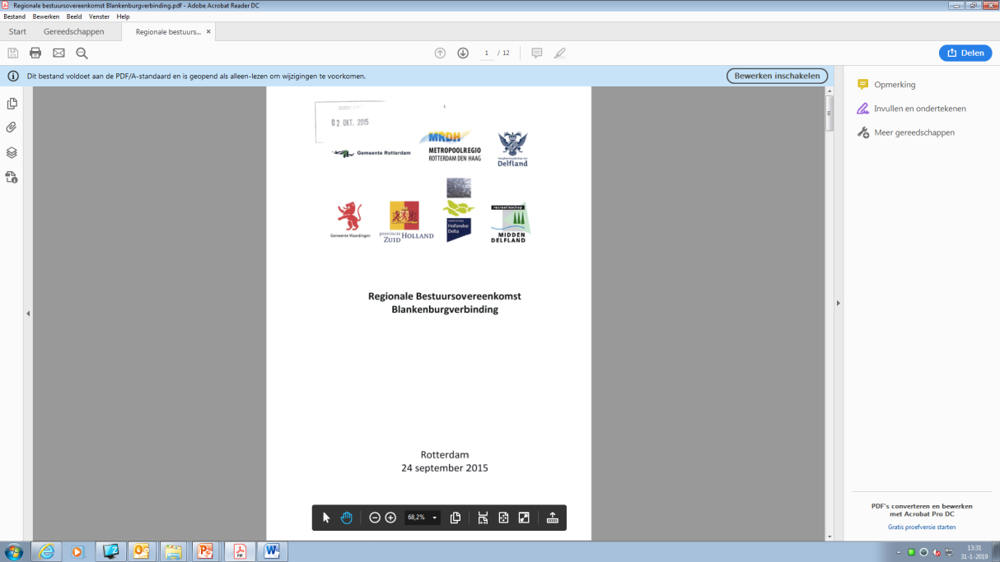 Regionale bestuursovereenkomst Blankenburgverbinding.pdf - Adobe Acrobat Reader DC
Bestand Bewerken Beeld Venster Help
Start Gereedschappen Regionale bestuurs... ×
1 / 12
Delen
Dit bestand voldoet aan de PDF/A-standaard en is geopend als alleen-lezen om wijzigingen te voorkomen.
Bewerken inschakelen
Opmerking
Invullen en ondertekenen
Meer gereedschappen
02 OKT. 2015
Gemeente Rotterdam
MRDH
METROPOOLREGIO
ROTTERDAM DEN HAAG
Hoogheemraadschap van
Delfland
Gemeente Vlaardingen
provincie
ZUID HOLLAND
waterschap
Hollandse
Delta
recreatieschap
MIDDEN
DELFLAND
Regionale Bestuursovereenkomst
Blankenburgverbinding
Rotterdam
24 september 2015
68,2%
PDF's converteren en bewerken
met Acrobat Pro DC
Gratis proefversie starten
13:31
31-1-2019